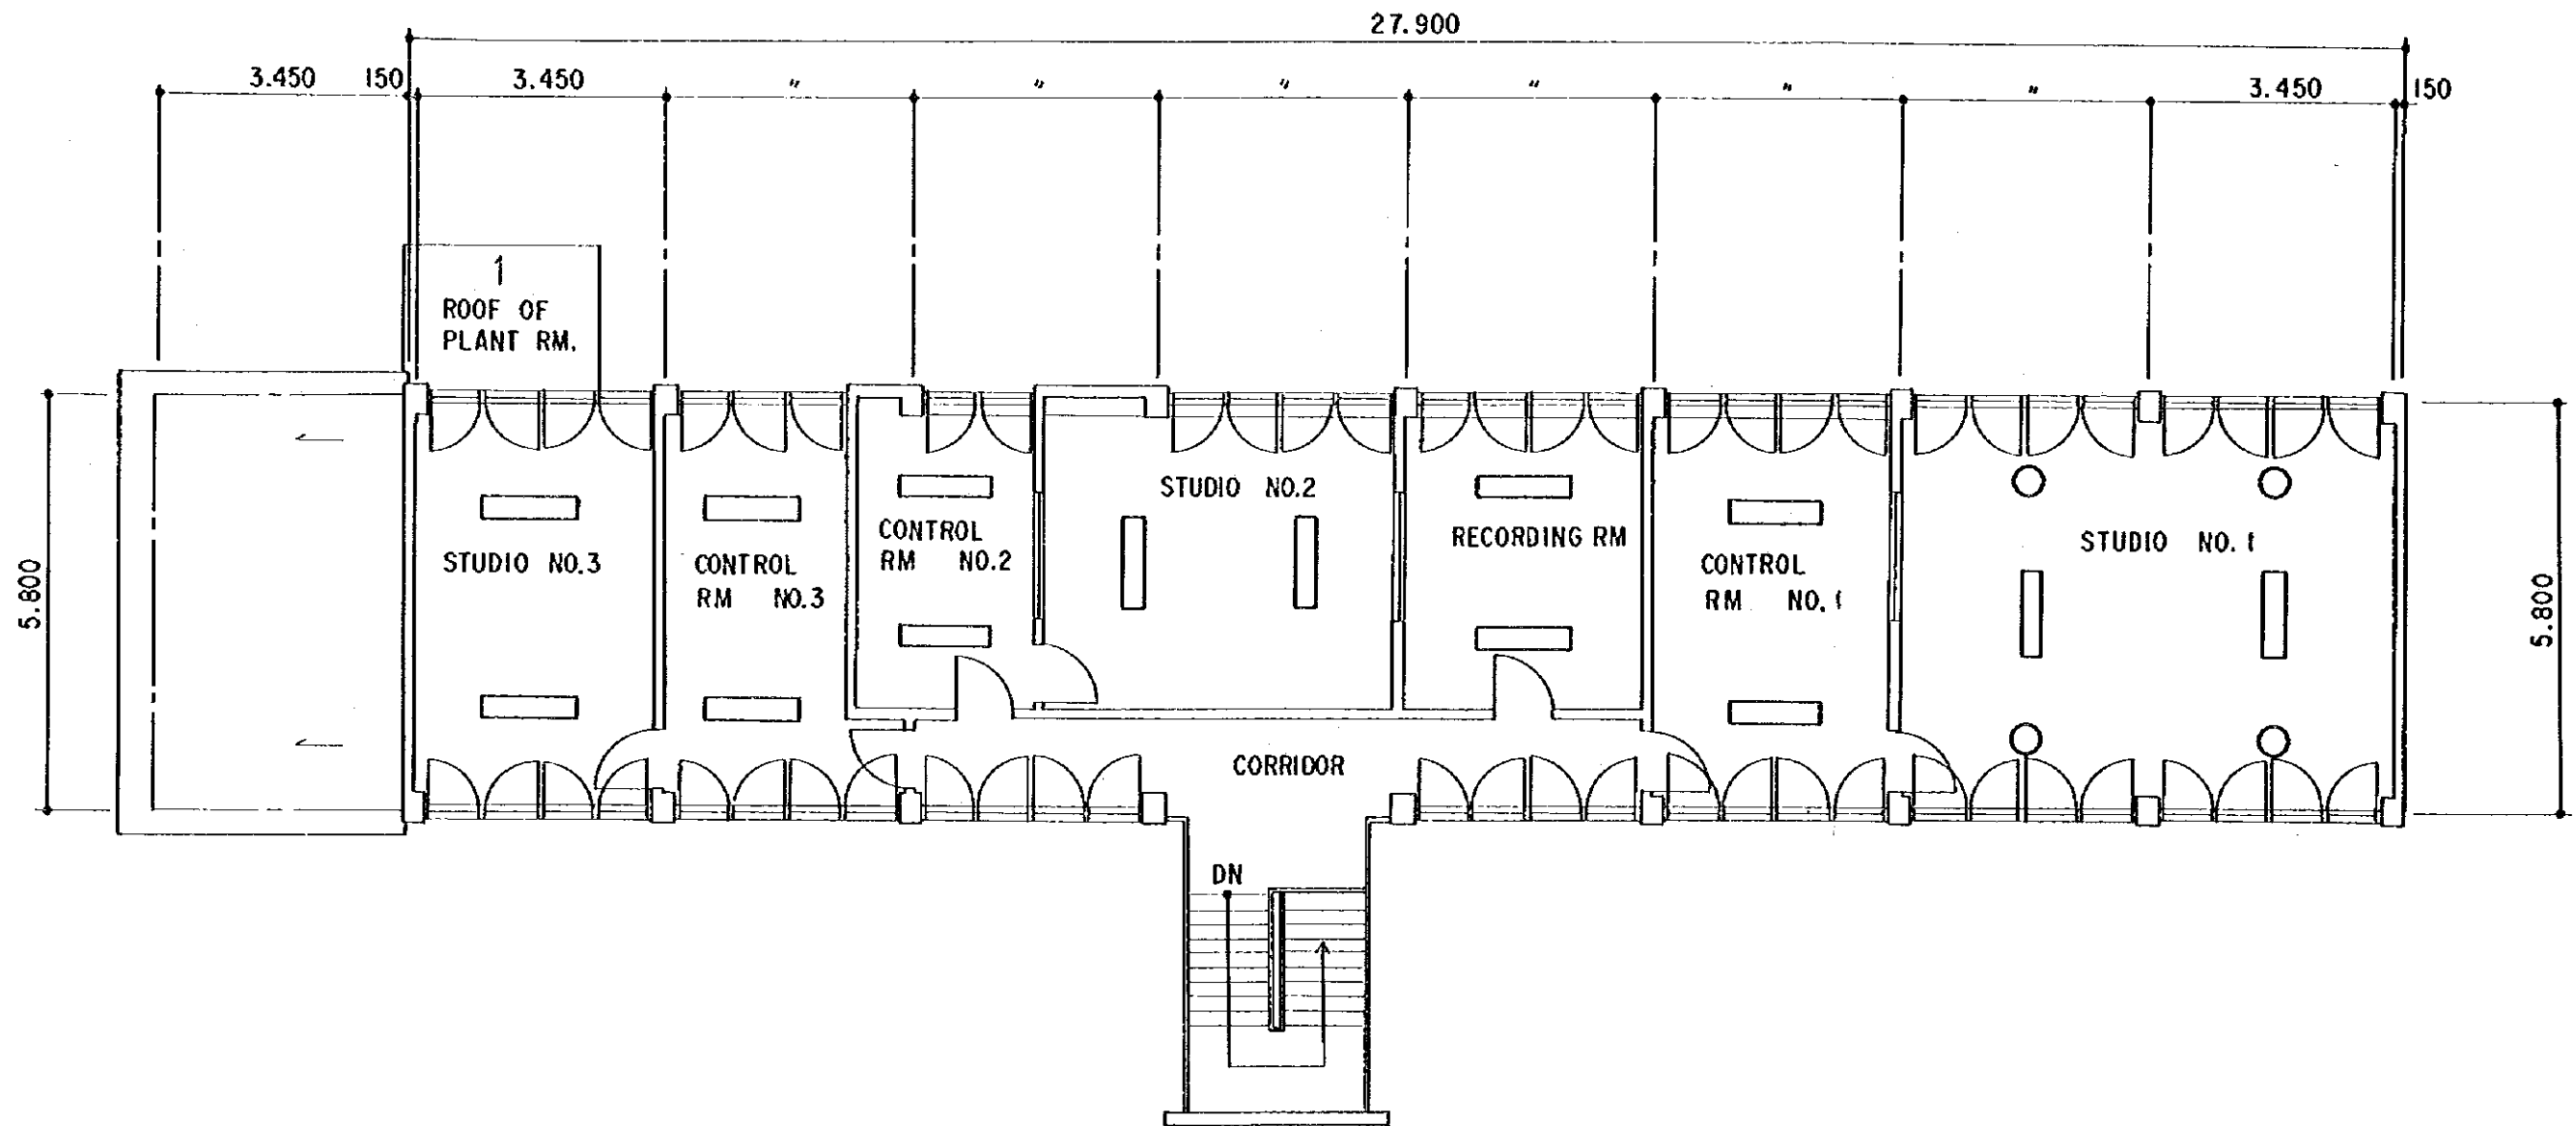 27.900
3.450 150 3.450 " " " " " " 3.450 150
1
ROOF OF
PLANT RM.
5.800
STUDIO NO.3
CONTROL
RM NO.3
CONTROL
RM NO.2
STUDIO NO.2
RECORDING RM
CONTROL
RM NO.1
STUDIO NO.1
5.800
CORRIDOR
DN